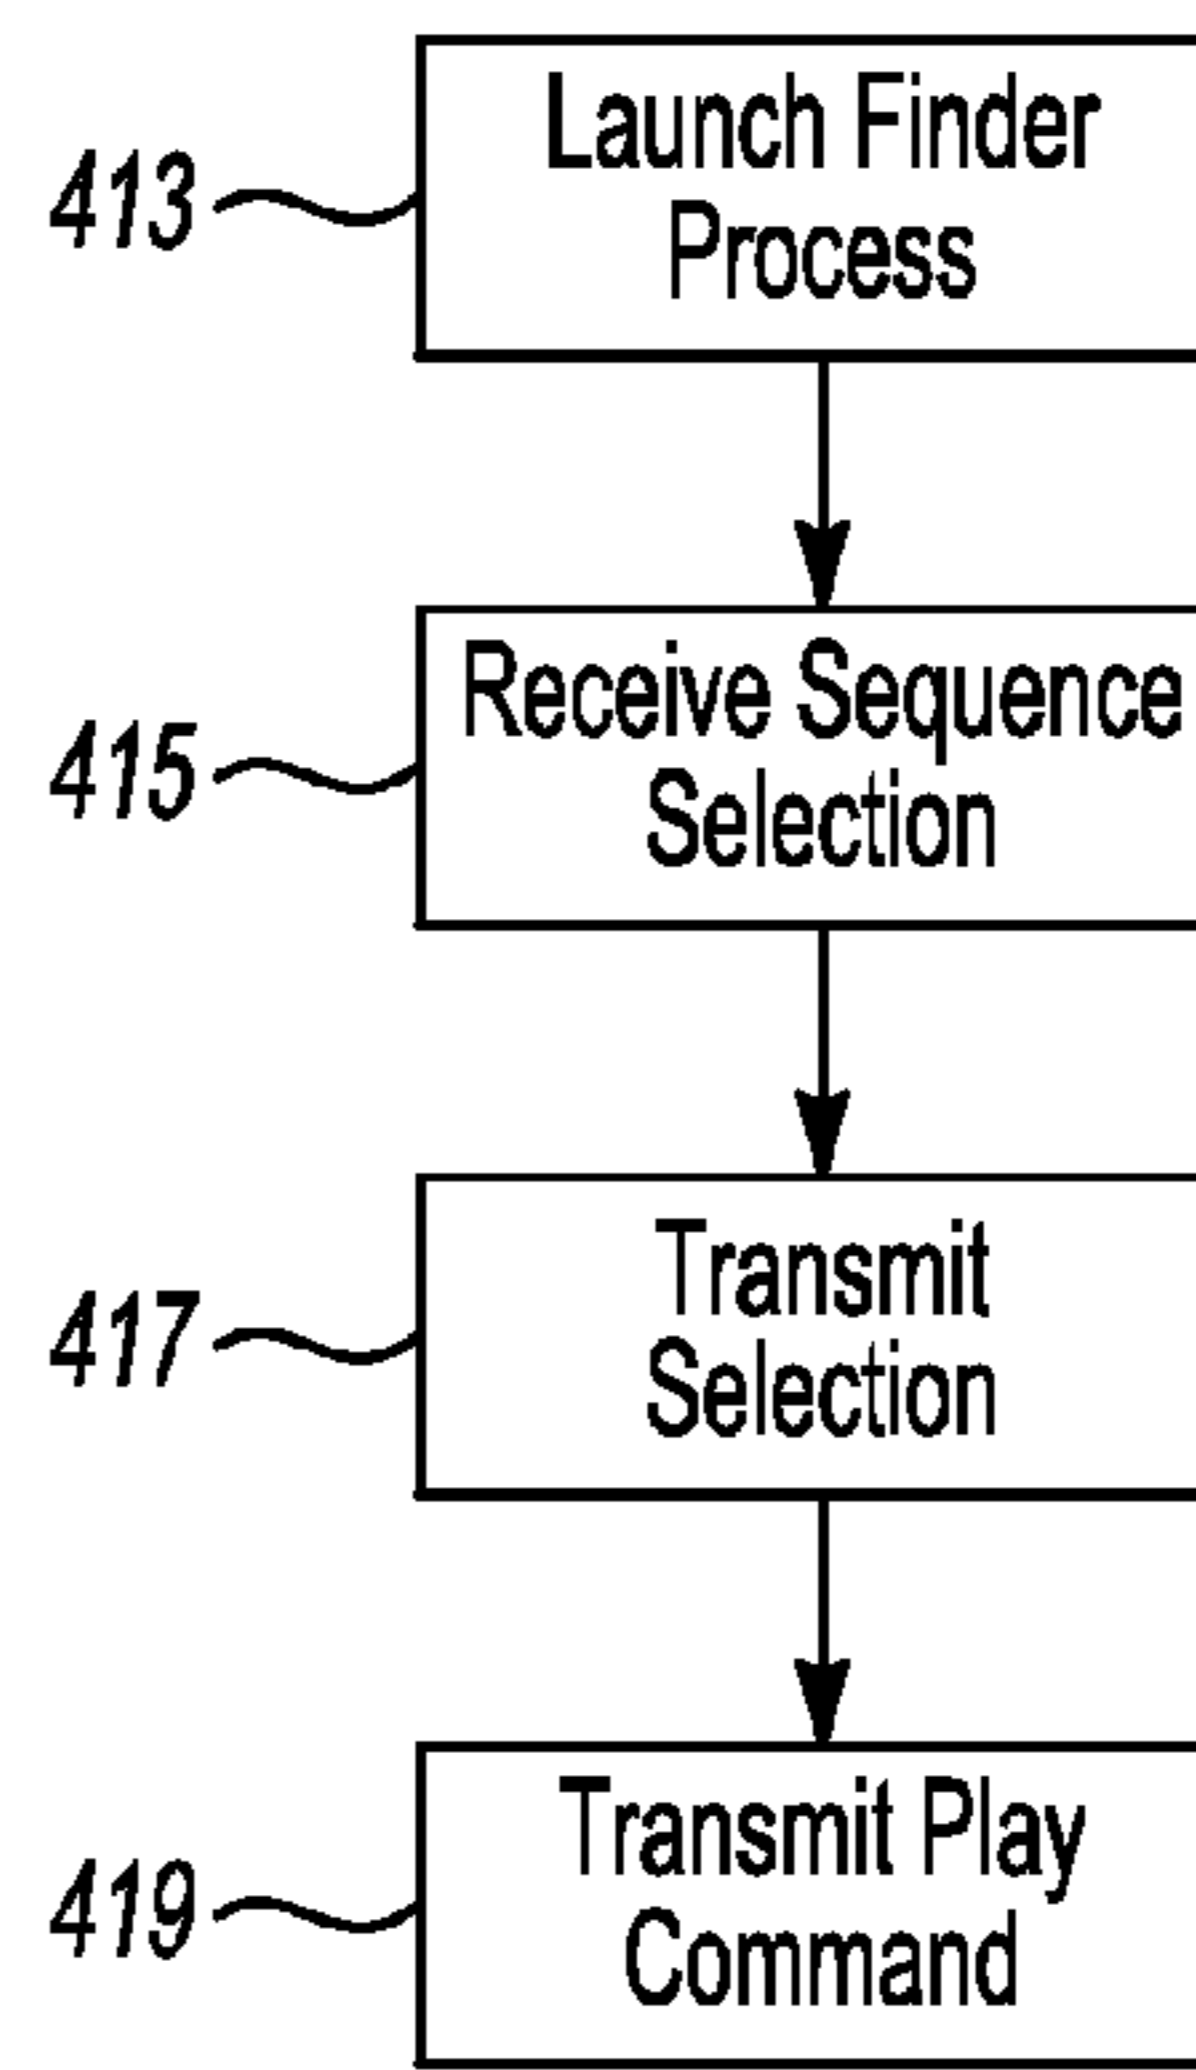 413
Launch Finder
Process
415
Receive Sequence
Selection
417
Transmit
Selection
419
Transmit Play
Command